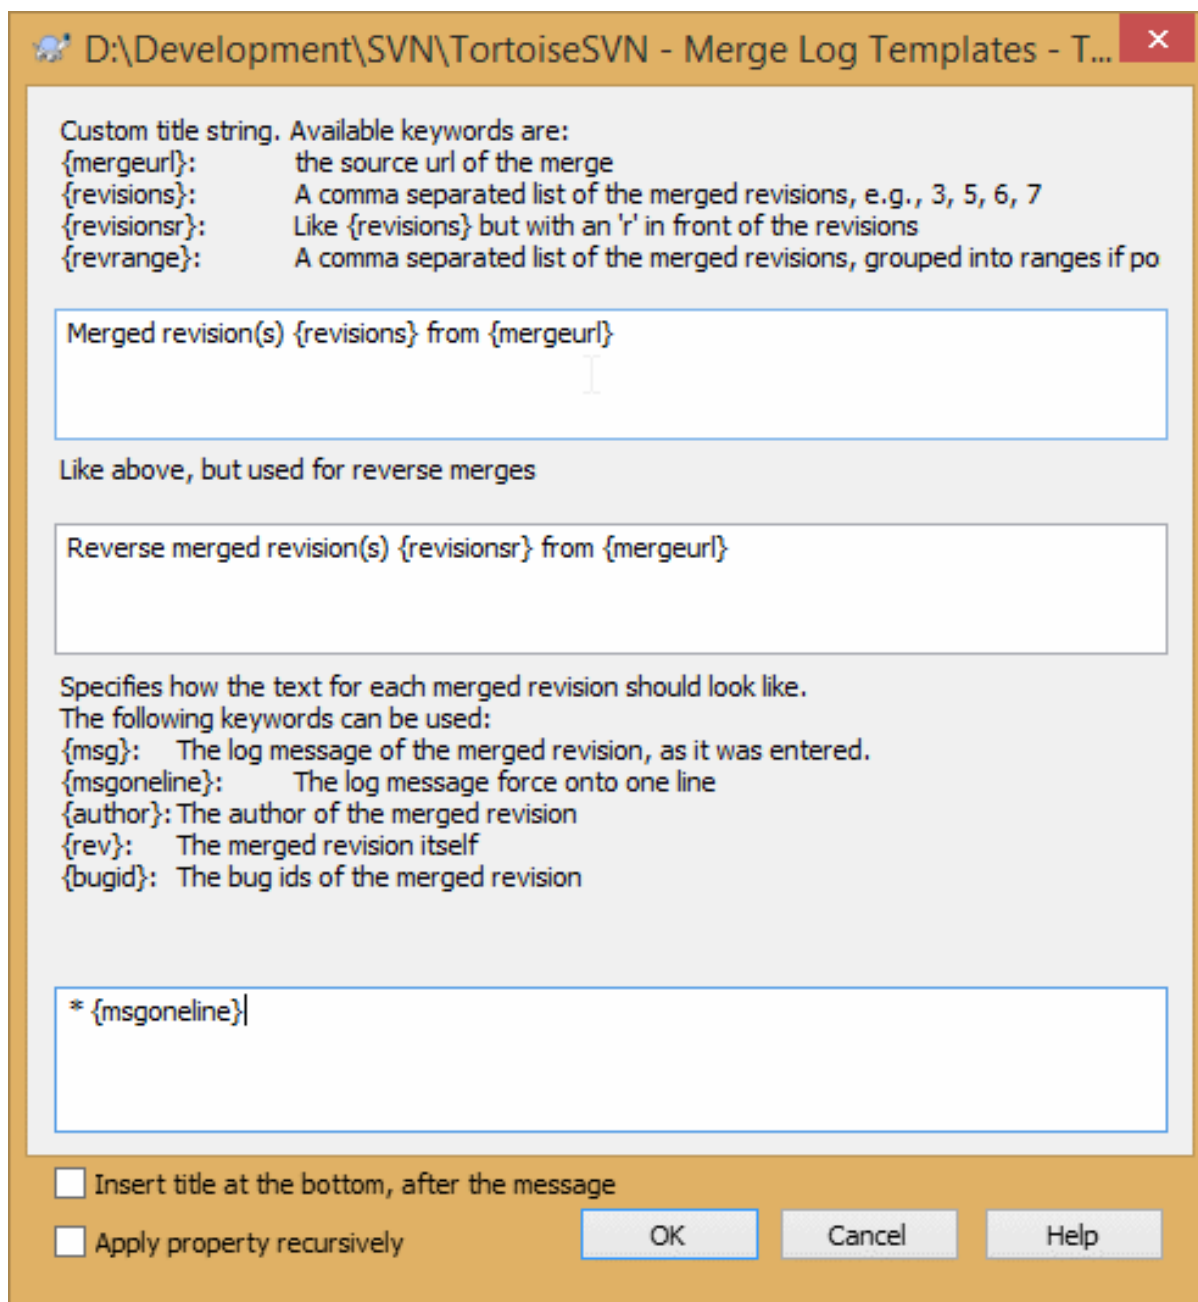 D:\Development\SVN\TortoiseSVN - Merge Log Templates - T...
Custom title string. Available keywords are:
{mergeurl}: the source url of the merge
{revisions}: A comma separated list of the merged revisions, e.g., 3, 5, 6, 7
{revisionsr}: Like {revisions} but with an 'r' in front of the revisions
{revrange}: A comma separated list of the merged revisions, grouped into ranges if po
Merged revision(s) {revisions} from {mergeurl}
Like above, but used for reverse merges
Reverse merged revision(s) {revisionsr} from {mergeurl}
Specifies how the text for each merged revision should look like.
The following keywords can be used:
{msg}: The log message of the merged revision, as it was entered.
{msgoneline}: The log message force onto one line
{author}: The author of the merged revision
{rev}: The merged revision itself
{bugid}: The bug ids of the merged revision
* {msgoneline}
Insert title at the bottom, after the message
Apply property recursively
OK Cancel Help